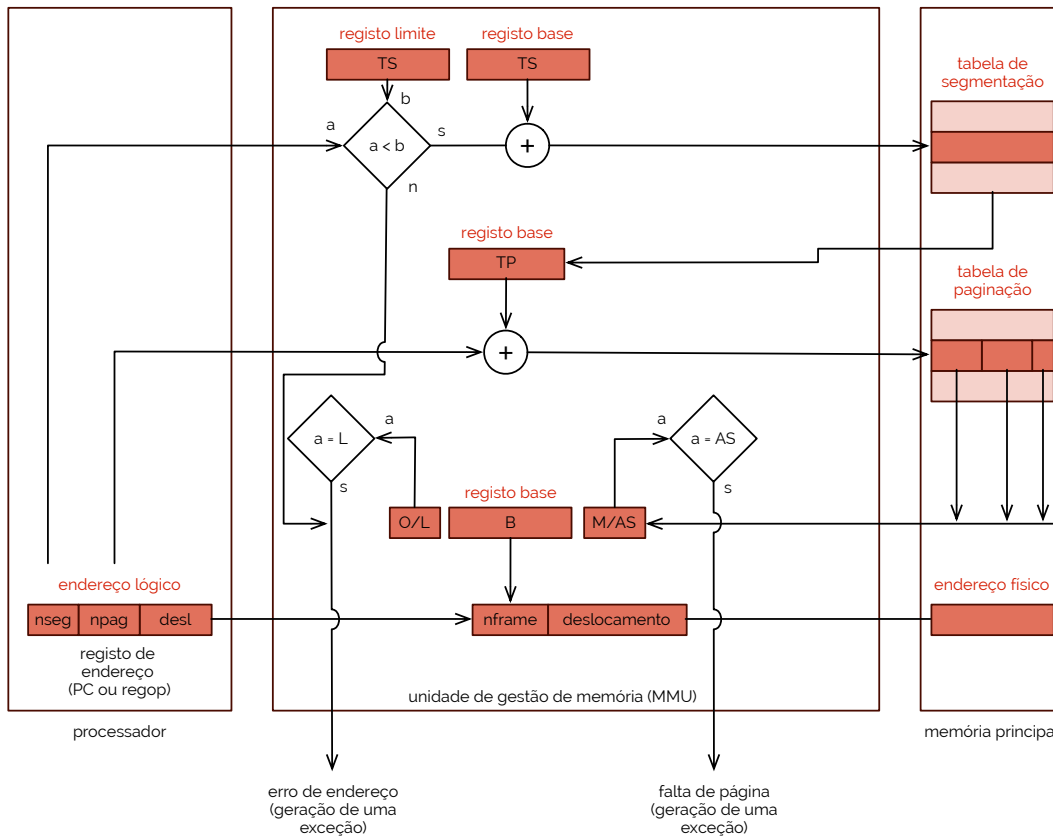 registo limite
registo base
TS
TS
b
a
s
a < b
+
n
tabela de
segmentação
registo base
TP
+
tabela de
paginação
a = L
a
s
a
a = AS
s
registo base
O/L
B
M/AS
endereço lógico
nseg
npag
desl
nframe
deslocamento
endereço físico
registo de
endereço
(PC ou regop)
unidade de gestão de memória (MMU)
processador
memória principa
erro de endereço
(geração de uma
exceção)
falta de página
(geração de uma
exceção)